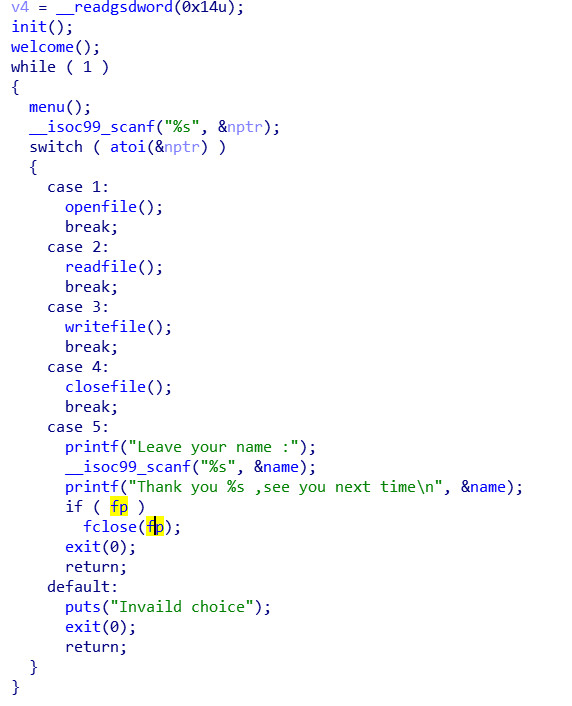 v4 = __readgsdword(0x14u);
init();
welcome();
while ( 1 )
{
menu();
__isoc99_scanf("%s", &nptr);
switch ( atoi(&nptr) )
{
case 1:
openfile();
break;
case 2:
readfile();
break;
case 3:
writefile();
break;
case 4:
closefile();
break;
case 5:
printf("Leave your name :");
__isoc99_scanf("%s", &name);
printf("Thank you %s ,see you next time\n", &name);
if ( fp )
fclose(fp);
exit(0);
return;
default:
puts("Invaild choice");
exit(0);
return;
}
}